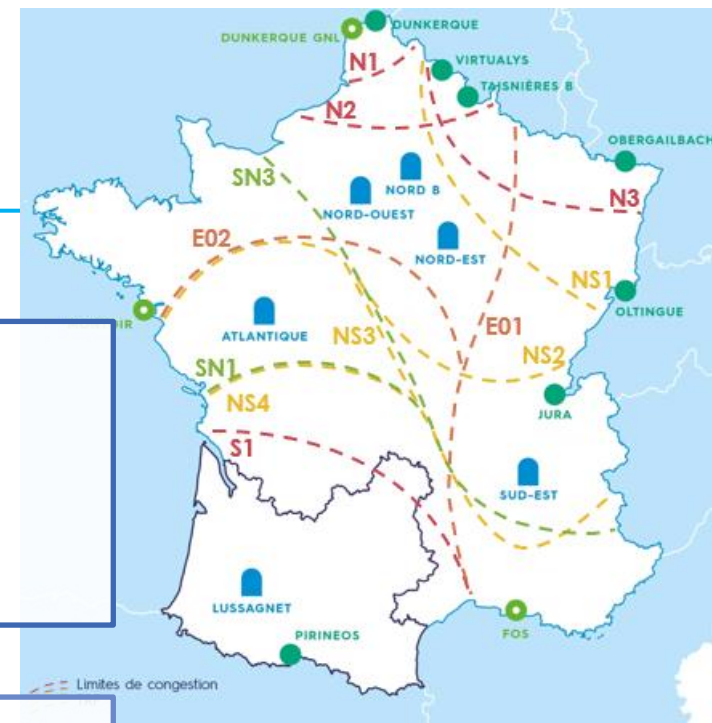 DUNKERQUE GNL
DUNKERQUE
N1
VIRTUALYS
TAISNIÈRES B
N2
OBERGAILBACH
SN3
NORD B
N3
NORD-OUEST
E02
NORD-EST
NS1
OLTINGUE
IR
ATLANTIQUE
NS3
E01
SN1
NS2
NS4
JURA
S1
SUD-EST
LUSSAGNET
PIRINEOS
FOS
Limites de congestion